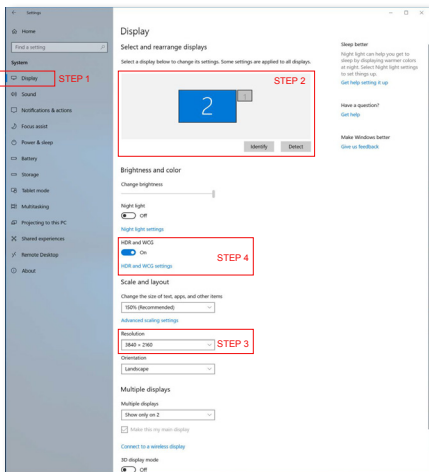 Settings
Home
Find a setting
System
Display
STEP 1
Sound
Notifications & actions
Focus assist
Power & sleep
Battery
Storage
Tablet mode
Multitasking
Projecting to this PC
Shared experiences
Remote Desktop
About
Display
Select and rearrange displays
Select a display below to change its settings. Some settings are applied to all displays.
STEP 2
2
1
Identify
Detect
Brightness and color
Change brightness
Night light
Off
Night light settings
HDR and WCG
On
STEP 4
HDR and WCG settings
Scale and layout
Change the size of text, apps, and other items
150% (Recommended)
Advanced scaling settings
Resolution
3840 × 2160
STEP 3
Orientation
Landscape
Multiple displays
Multiple displays
Show only on 2
Make this my main display
Connect to a wireless display
3D display mode
Off
Sleep better
Night light can help you get to
sleep by displaying warmer colors
at night. Select Night light settings
to set things up.
Get help setting it up
Have a question?
Get help
Make Windows better
Give us feedback